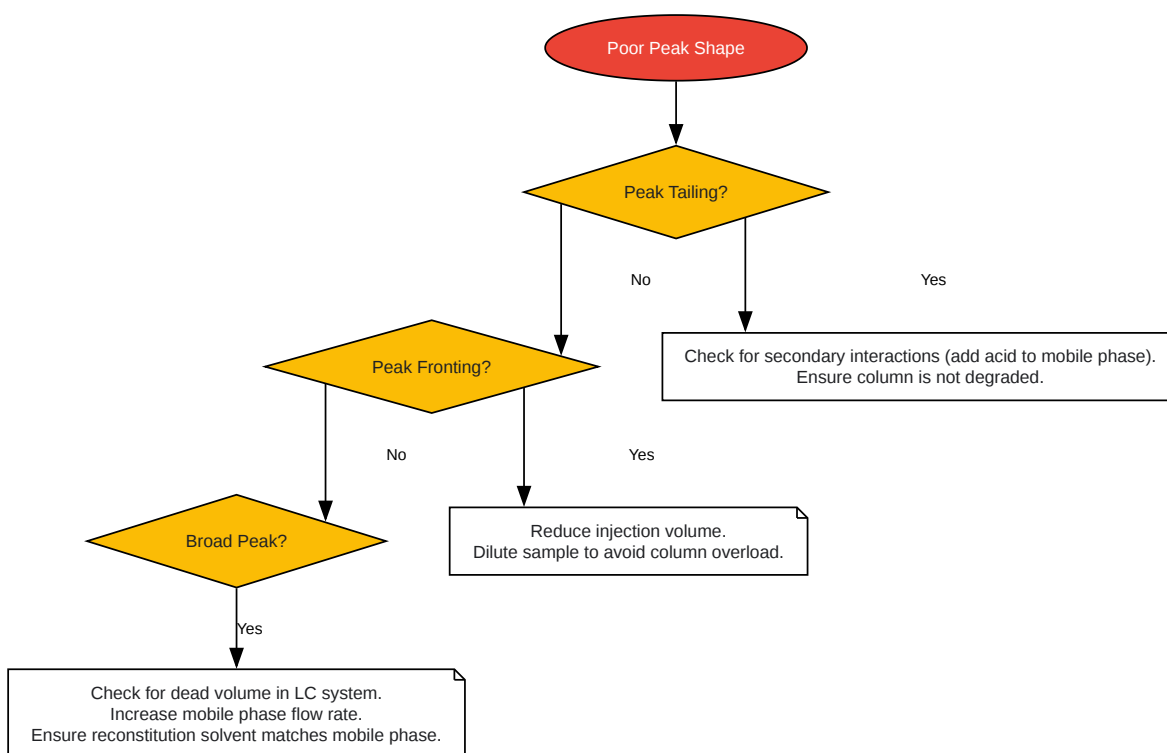 Poor Peak Shape
Peak Tailing?
No
Yes
Check for secondary interactions (add acid to mobile phase).
Ensure column is not degraded.
Peak Fronting?
No
Yes
Reduce injection volume.
Dilute sample to avoid column overload.
Broad Peak?
Yes
Check for dead volume in LC system.
Increase mobile phase flow rate.
Ensure reconstitution solvent matches mobile phase.